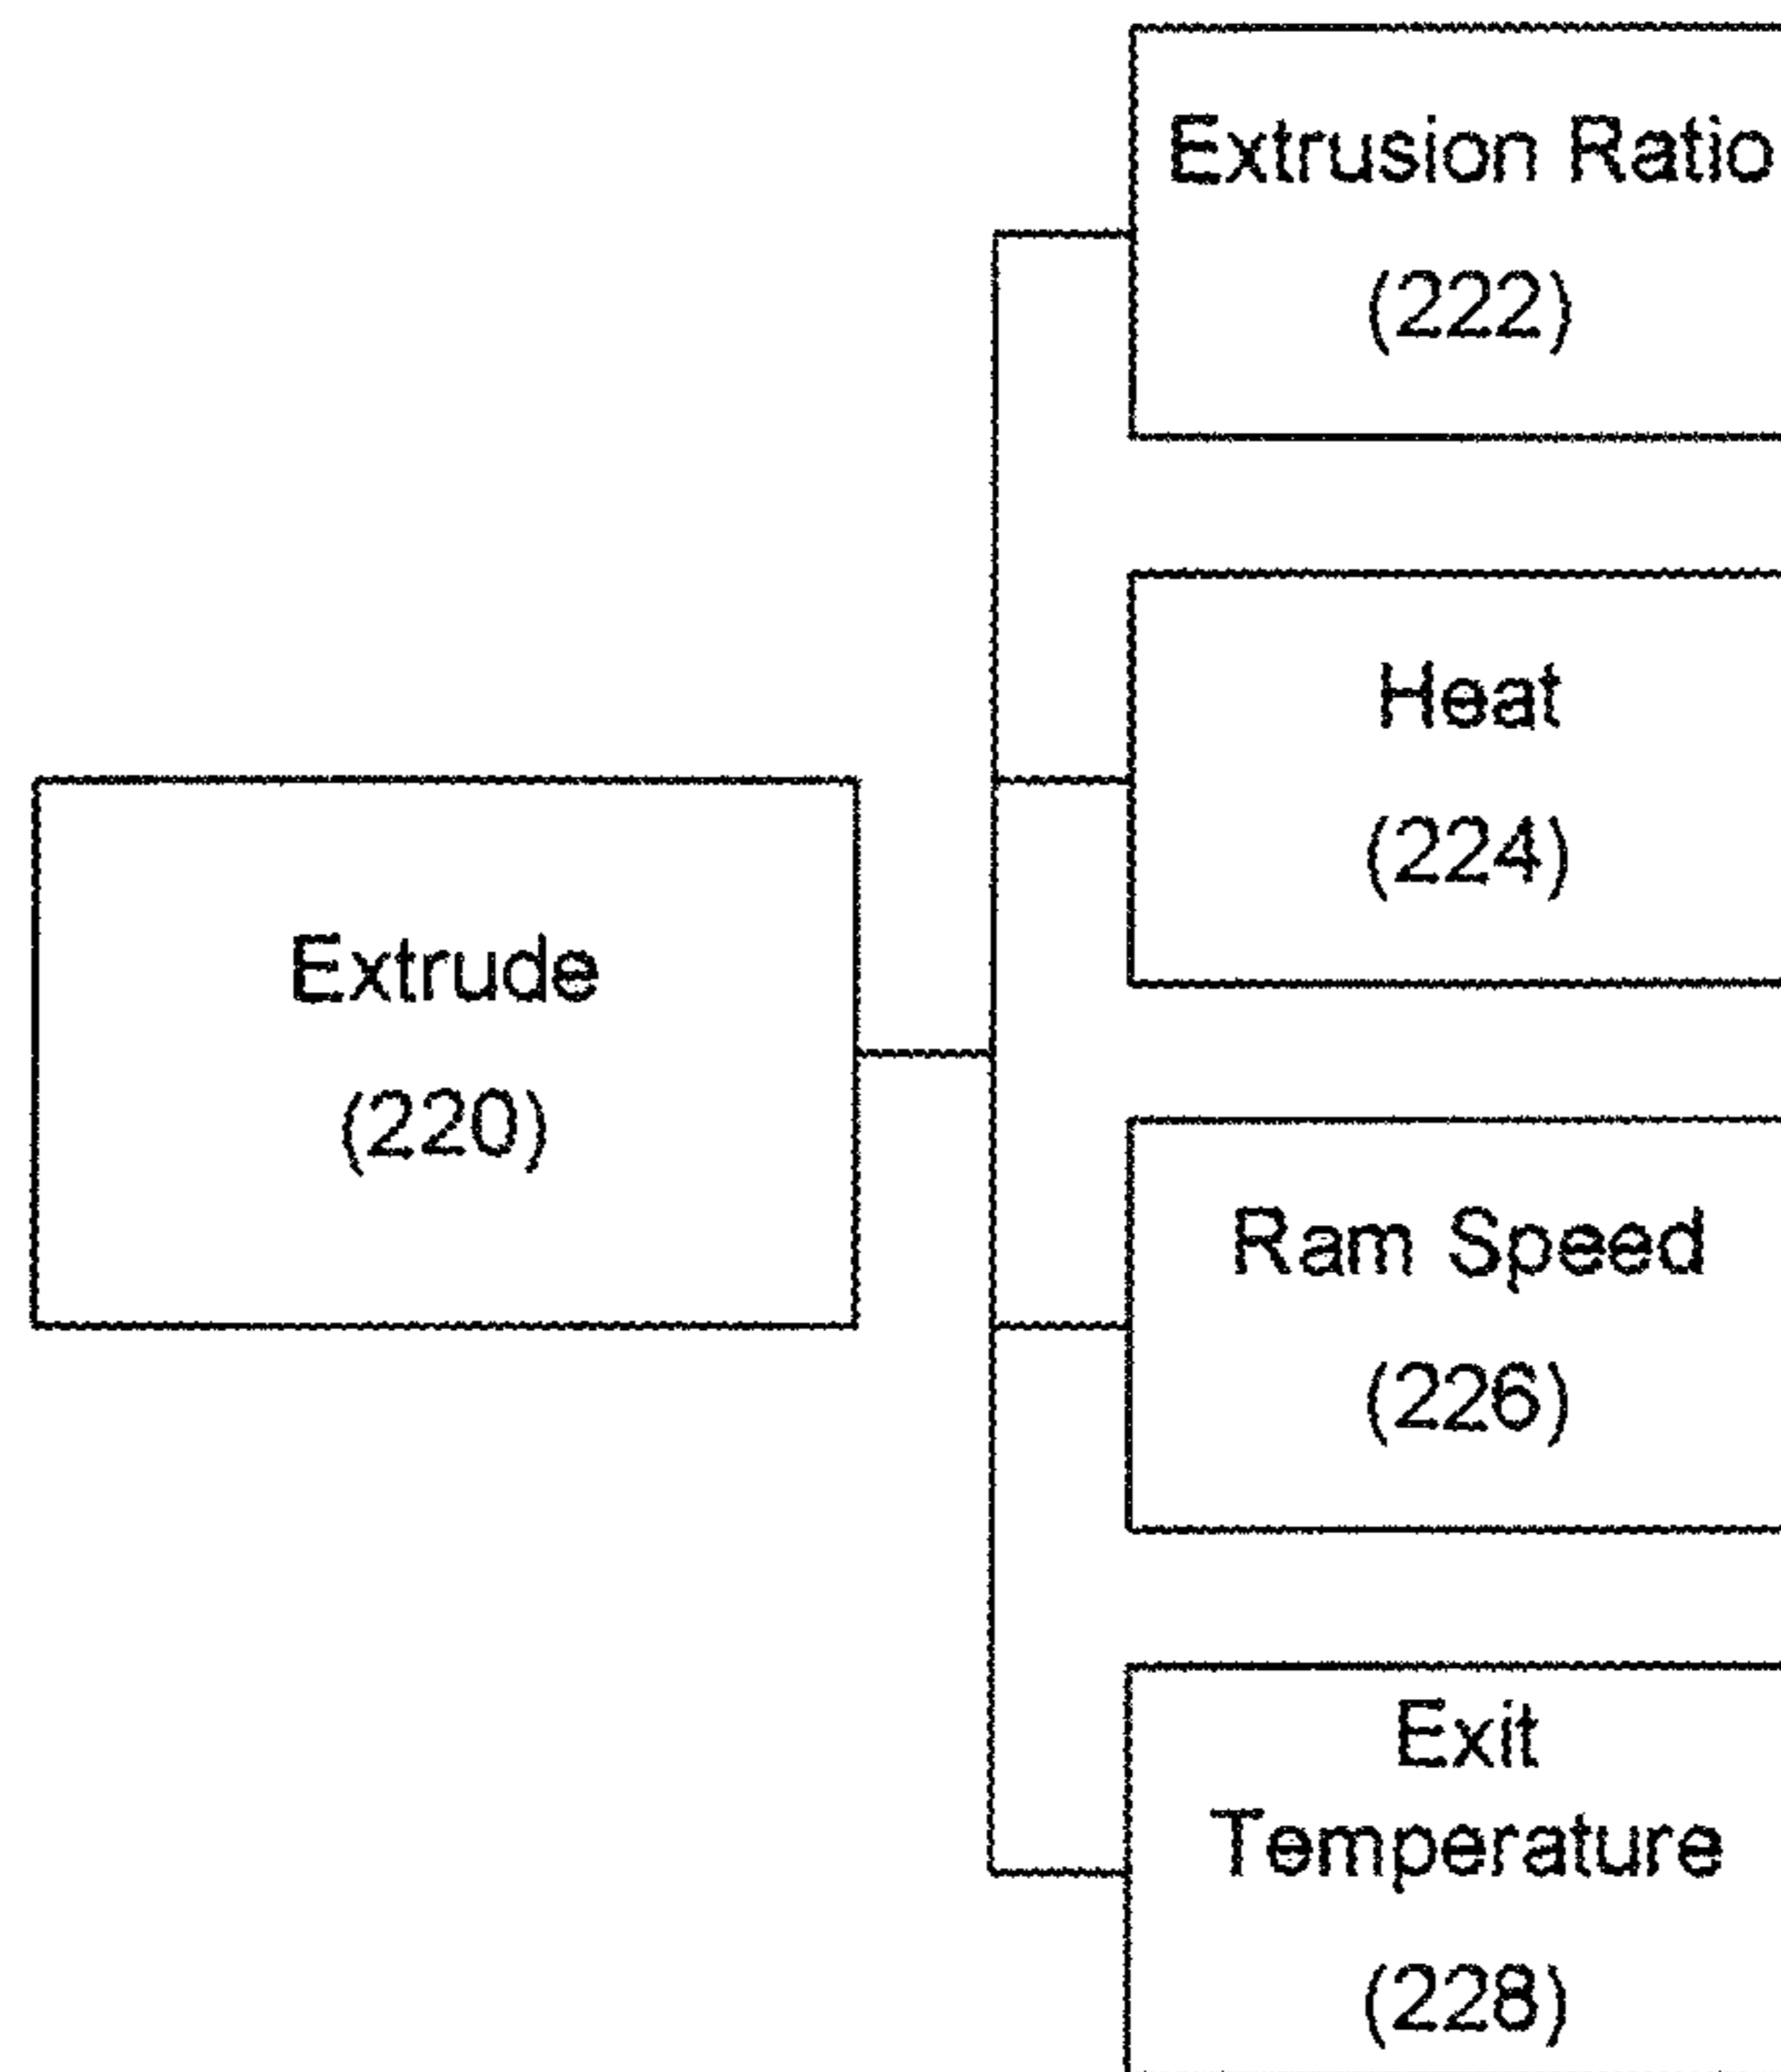 Extrusion Ratio
(222)
Heat
(224)
Extrude
(220)
Ram Speed
(226)
Exit
Temperature
(228)